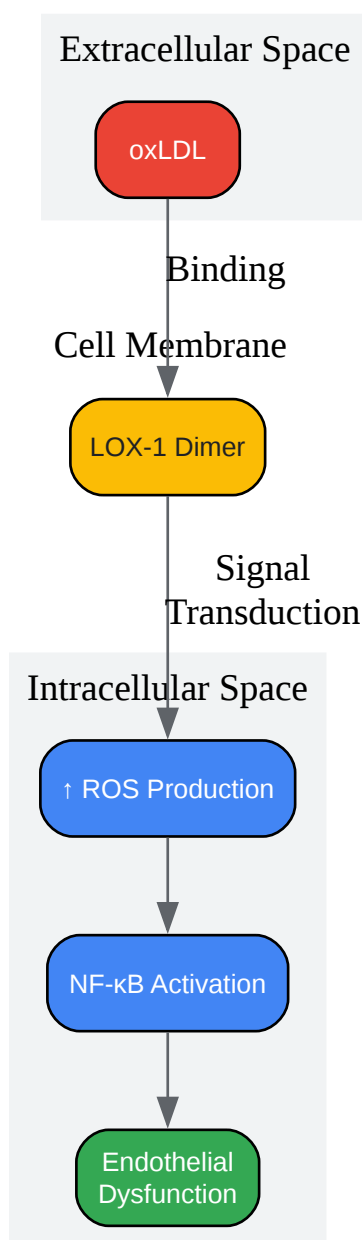 Extracellular Space
oxLDL
Binding
Cell Membrane
LOX-1 Dimer
Signal
Transduction
Intracellular Space
↑ ROS Production
NF-κB Activation
Endothelial
Dysfunction